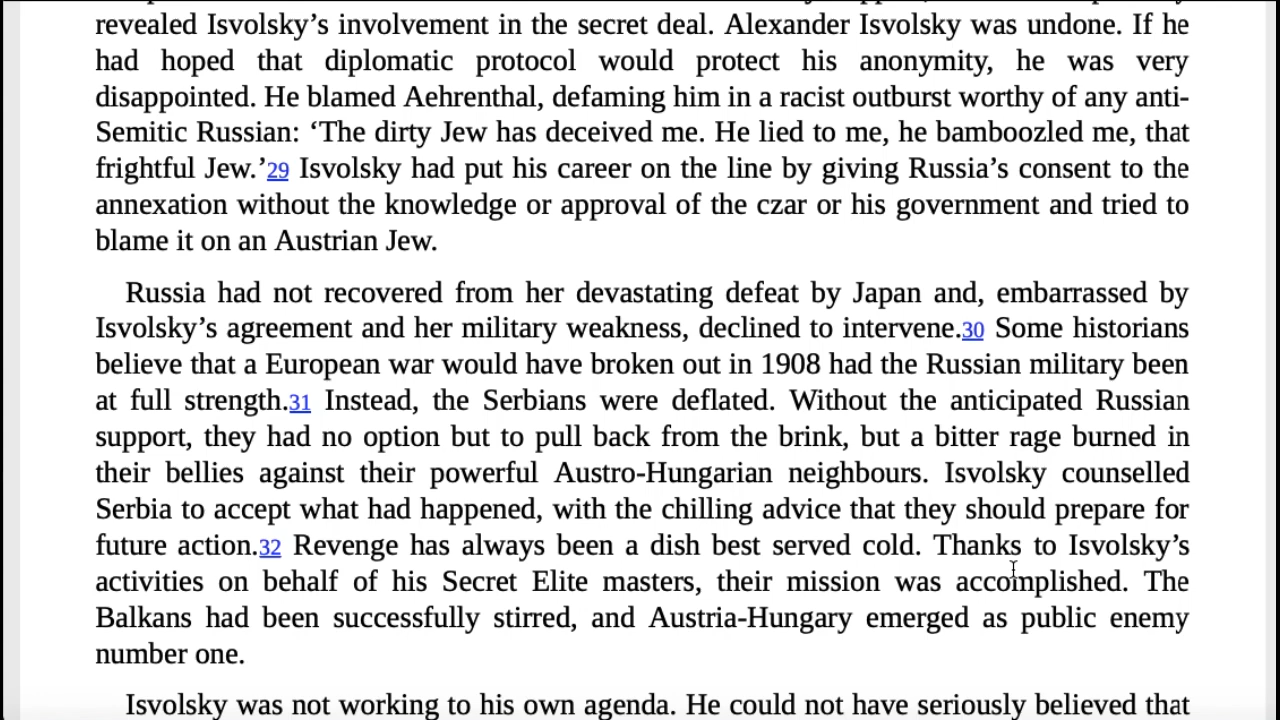 revealed Isvolsky’s involvement in the secret deal. Alexander Isvolsky was undone. If he
had hoped that diplomatic protocol would protect his anonymity, he was very
disappointed. He blamed Aehrenthal, defaming him in a racist outburst worthy of any anti-
Semitic Russian: ‘The dirty Jew has deceived me. He lied to me, he bamboozled me, that
frightful Jew.’29 Isvolsky had put his career on the line by giving Russia’s consent to the
annexation without the knowledge or approval of the czar or his government and tried to
blame it on an Austrian Jew.
Russia had not recovered from her devastating defeat by Japan and, embarrassed by
Isvolsky’s agreement and her military weakness, declined to intervene.30 Some historians
believe that a European war would have broken out in 1908 had the Russian military been
at full strength.31 Instead, the Serbians were deflated. Without the anticipated Russian
support, they had no option but to pull back from the brink, but a bitter rage burned in
their bellies against their powerful Austro-Hungarian neighbours. Isvolsky counselled
Serbia to accept what had happened, with the chilling advice that they should prepare for
future action.32 Revenge has always been a dish best served cold. Thanks to Isvolsky’s
activities on behalf of his Secret Elite masters, their mission was accomplished. The
Balkans had been successfully stirred, and Austria-Hungary emerged as public enemy
number one.
Isvolsky was not working to his own agenda. He could not have seriously believed that